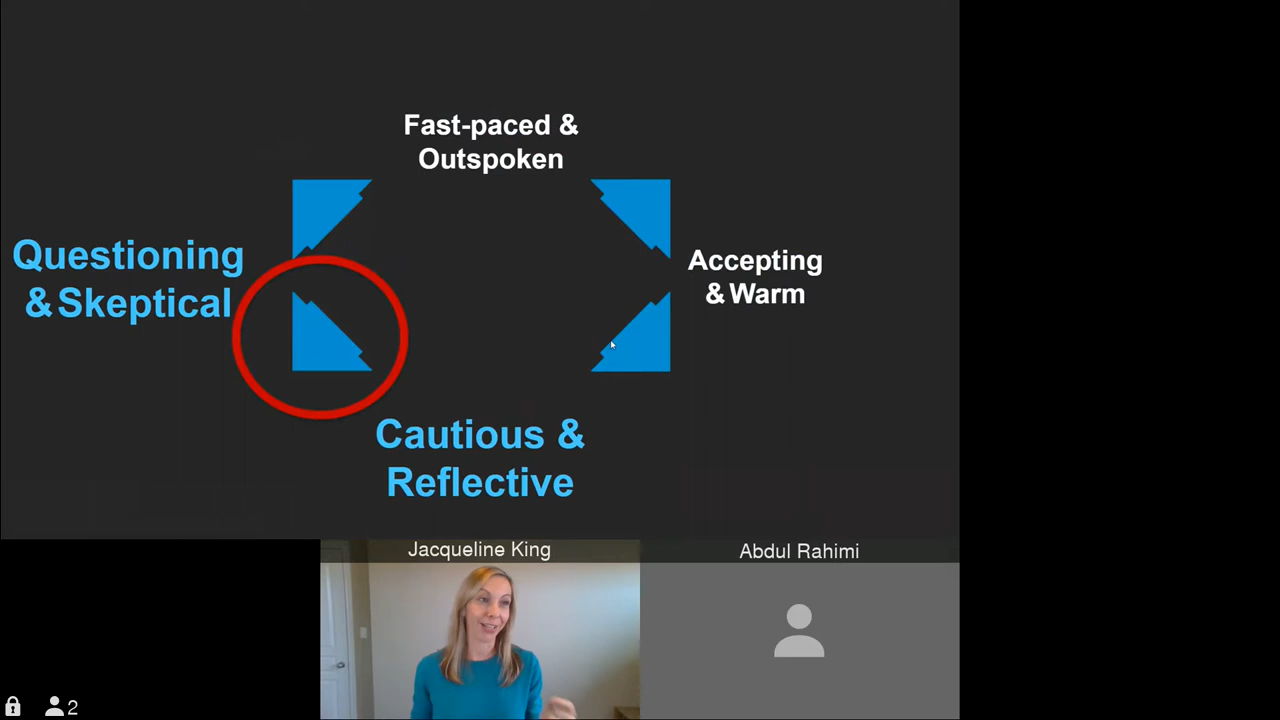 Fast-paced &
Outspoken
Questioning
& Skeptical
Accepting
& Warm
Cautious &
Reflective
Jacqueline King
Abdul Rahimi
2